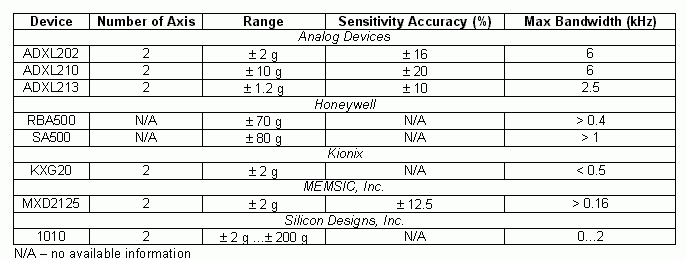 Device Number of Axis Range Sensitivity Accuracy (%) Max Bandwidth (kHz)
Analog Devices
ADXL202 2 ± 2 g ± 16 6
ADXL210 2 ± 10 g ± 20 6
ADXL213 2 ± 1.2 g ± 10 2.5
Honeywell
RBA500 N/A ± 70 g N/A > 0.4
SA500 N/A ± 80 g N/A > 1
Kionix
KXG20 2 ± 2 g N/A < 0.5
MEMSIC, Inc.
MXD2125 2 ± 2 g ± 12.5 > 0.16
Silicon Designs, Inc.
1010 2 ± 2 g ...± 200 g N/A 0...2
N/A – no available information